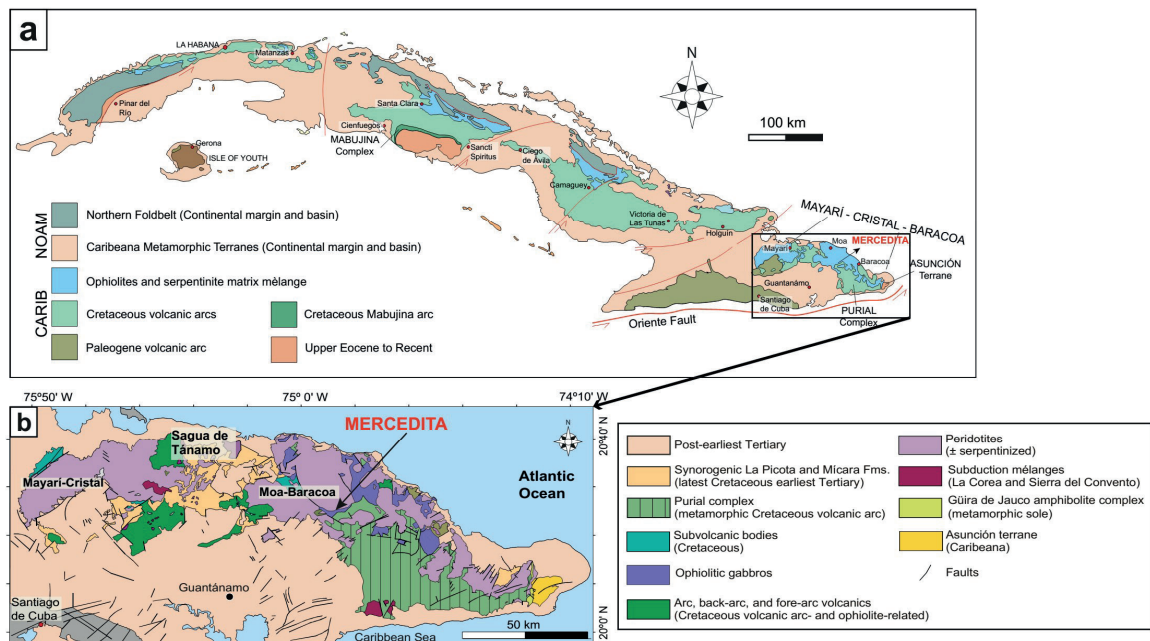 a
LA HABANA
Matanzas
N
Pinar del
Río
Santa Clara
Cienfuegos
MABUJINA
Complex
Sancti
Spiritus
Ciego
de Ávila
100 km
Gerona
ISLE OF YOUTH
Camaguey
Victoria de
Las Tunas
Holguín
MAYARÍ - CRISTAL - BARACOA
Mayarí
Moa
MERCEDITA
Baracoa
ASUNCIÓN
Terrane
Guantanámo
Santiago
de Cuba
PURIAL
Complex
Oriente Fault
NOAM
CARIB
Northern Foldbelt (Continental margin and basin)
Caribeana Metamorphic Terranes (Continental margin and basin)
Ophiolites and serpentinite matrix mèlange
Cretaceous volcanic arcs
Cretaceous Mabujina arc
Paleogene volcanic arc
Upper Eocene to Recent
75°50' W
75°0' W
74°10' W
b
MERCEDITA
N
20°40' N
Sagua de
Tánamo
Mayarí-Cristal
Moa-Baracoa
Atlantic
Ocean
Guantánamo
Santiago
de Cuba
Caribbean Sea
50 km
20°0' N
Post-earliest Tertiary
Synorogenic La Picota and Micara Fms.
(latest Cretaceous earliest Tertiary)
Purial complex
(metamorphic Cretaceous volcanic arc)
Subvolcanic bodies
(Cretaceous)
Ophiolitic gabbros
Arc, back-arc, and fore-arc volcanics
(Cretaceous volcanic arc- and ophiolite-related)
Peridotites
(± serpentinized)
Subduction mélanges
(La Corea and Sierra del Convento)
Güira de Jauco amphibolite complex
(metamorphic sole)
Asunción terrane
(Caribeana)
Faults